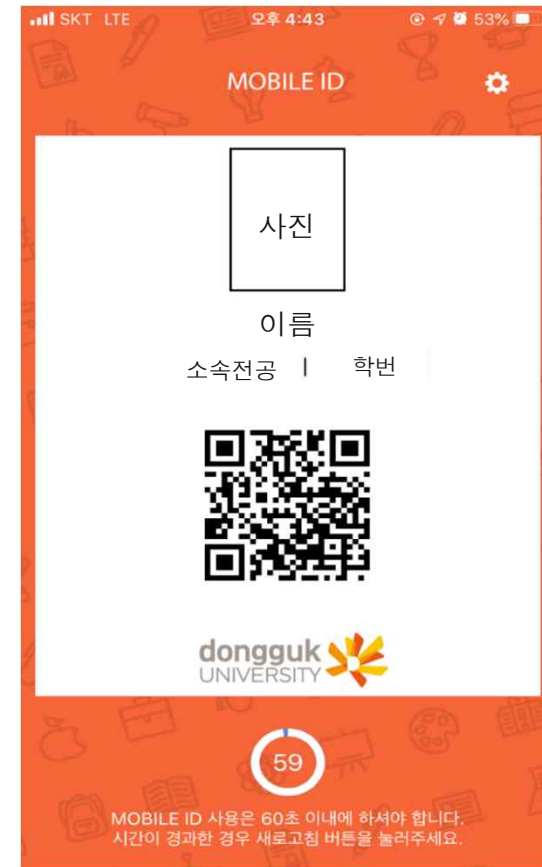 SKT LTE 오후 4:43 53%
MOBILE ID
사진
이름
소속전공 | 학번
dongguk
UNIVERSITY
59
MOBILE ID 사용은 60초 이내에 하셔야 합니다.
시간이 경과한 경우 새로고침 버튼을 눌러주세요.